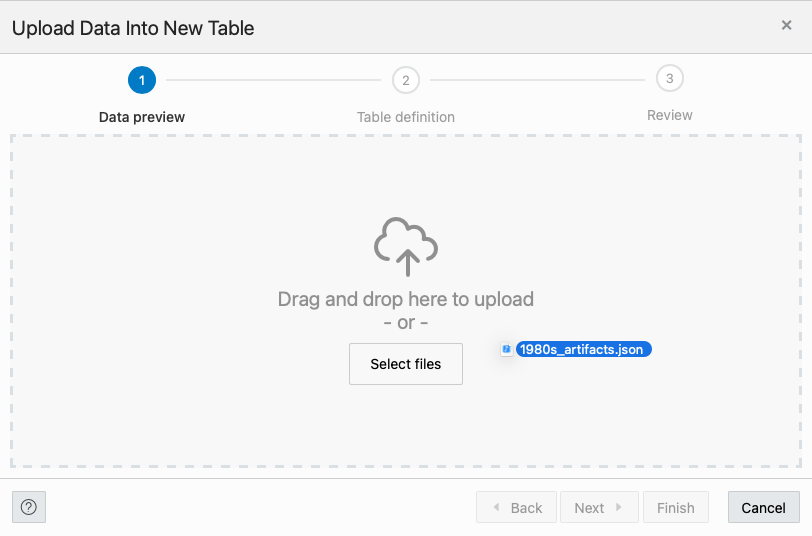 Upload Data Into New Table
×
1
2
3
Data preview
Table definition
Review
Drag and drop here to upload
- or -
Select files
1980s_artifacts.json
?
Back
Next
Finish
Cancel